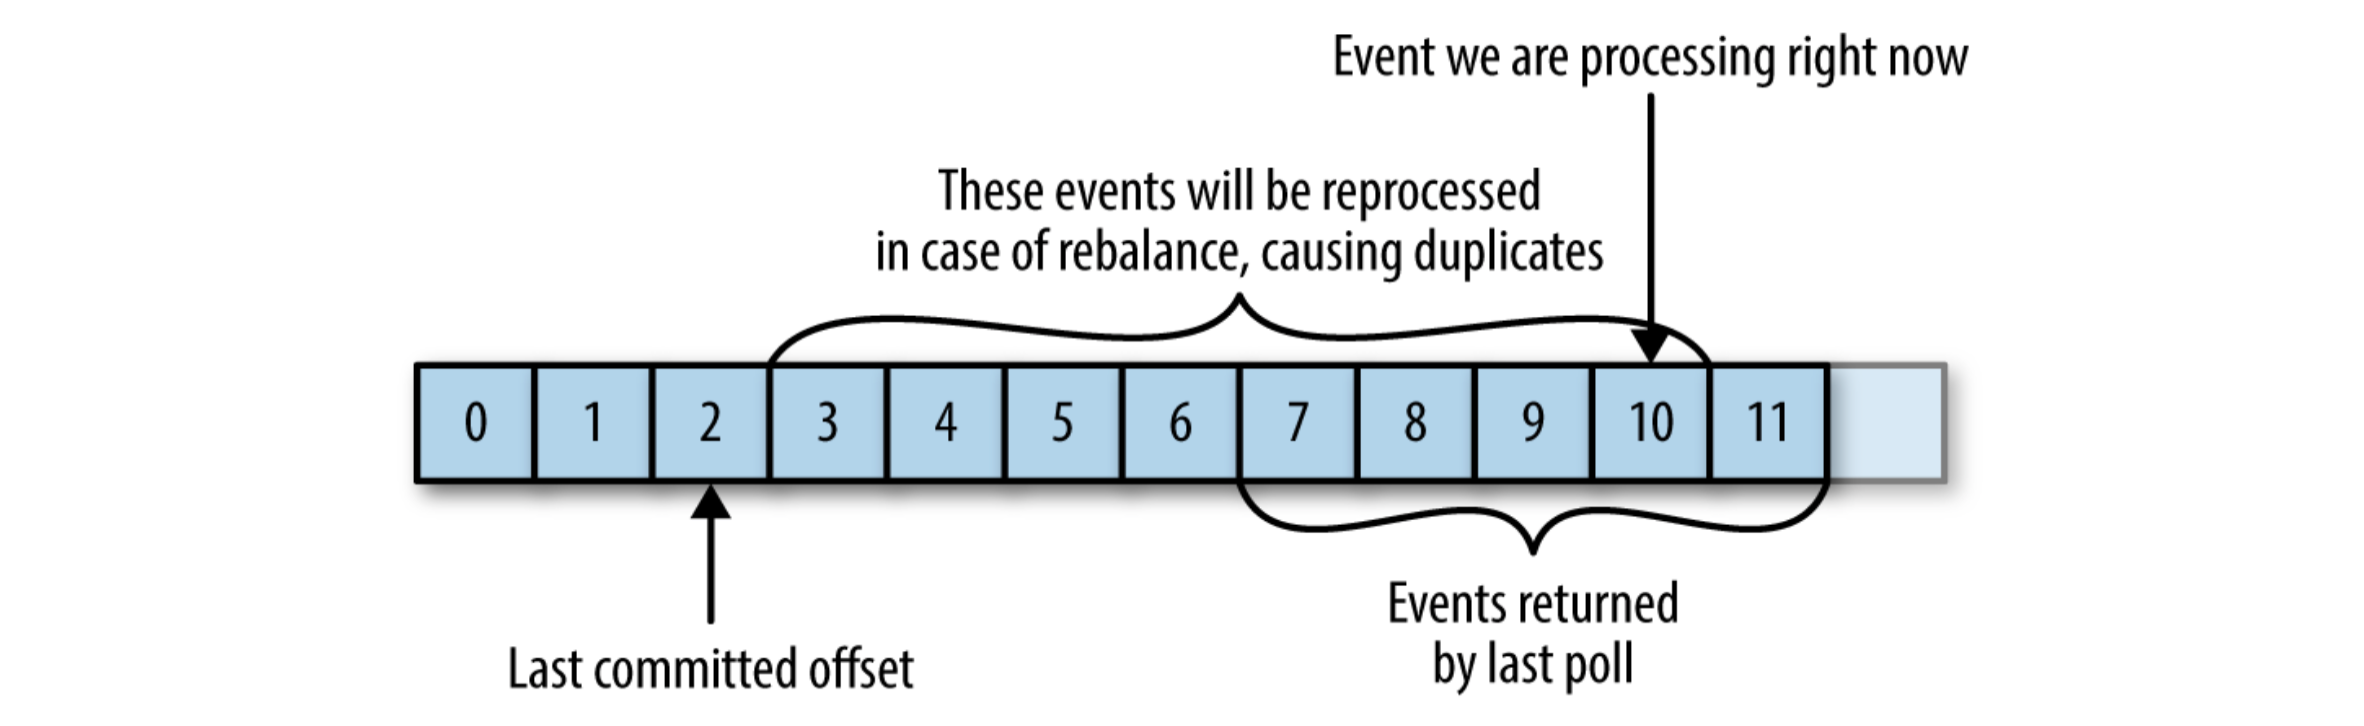 Event we are processing right now
These events will be reprocessed
in case of rebalance, causing duplicates
0 1 2 3 4 5 6 7 8 9 10 11
Events returned
by last poll
Last committed offset